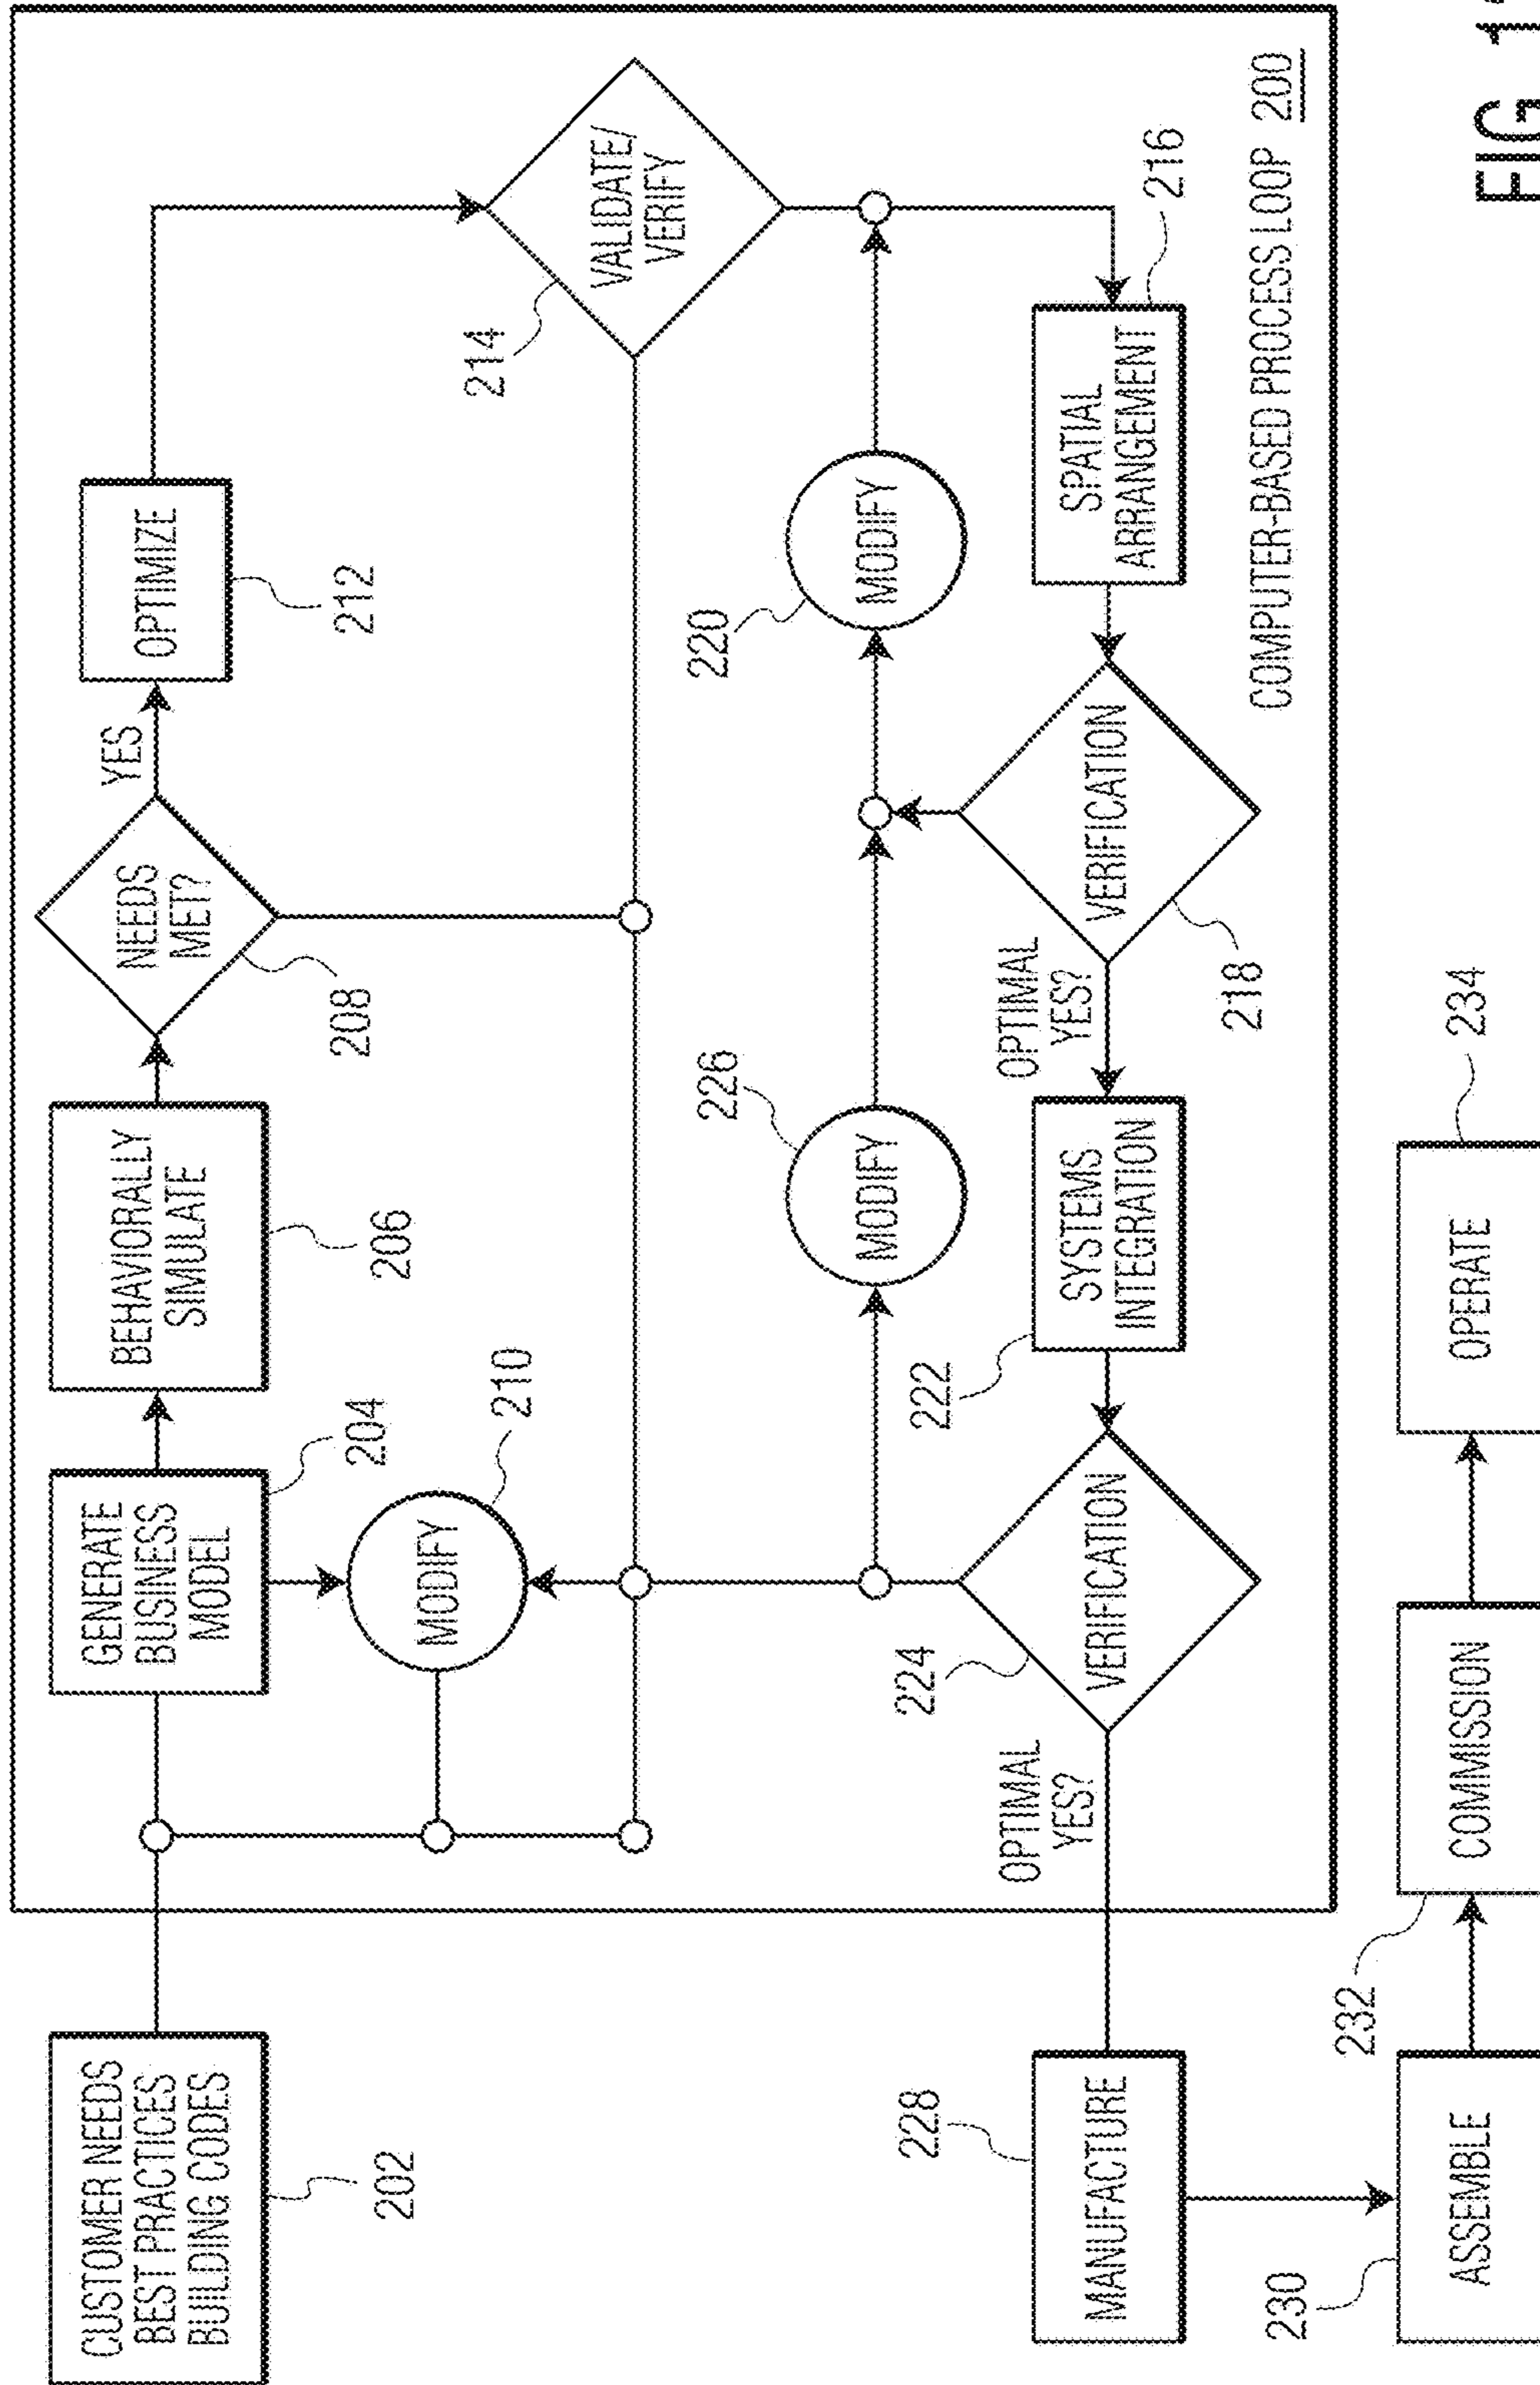 CUSTOMER NEEDS
BEST PRACTICES
BUILDING CODES
202
GENERATE
BUSINESS
MODEL
204
BEHAVIORALLY
SIMULATE
206
NEEDS
MET?
208
YES
OPTIMIZE
212
MODIFY
210
VALIDATE/
VERIFY
214
MODIFY
226
MODIFY
220
SPATIAL
ARRANGEMENT
216
VERIFICATION
218
OPTIMAL
YES?
SYSTEMS
INTEGRATION
222
VERIFICATION
224
OPTIMAL
YES?
COMPUTER-BASED PROCESS LOOP 200
MANUFACTURE
228
ASSEMBLE
230
COMMISSION
232
OPERATE
234
FIG